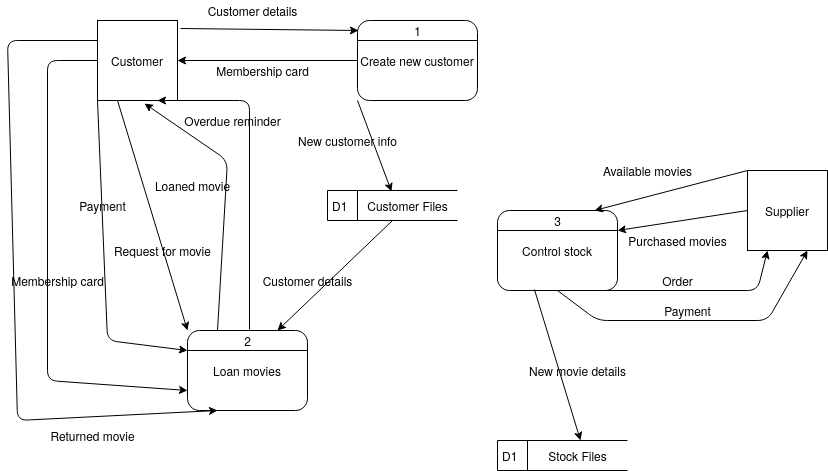 Customer details
1
Customer
Create new customer
Membership card
Overdue reminder
New customer info
Available movies
Loaned movie
Payment
D1
Customer Files
3
Supplier
Purchased movies
Control stock
Request for movie
Membership card
Customer details
Order
Payment
2
Loan movies
New movie details
Returned movie
D1
Stock Files